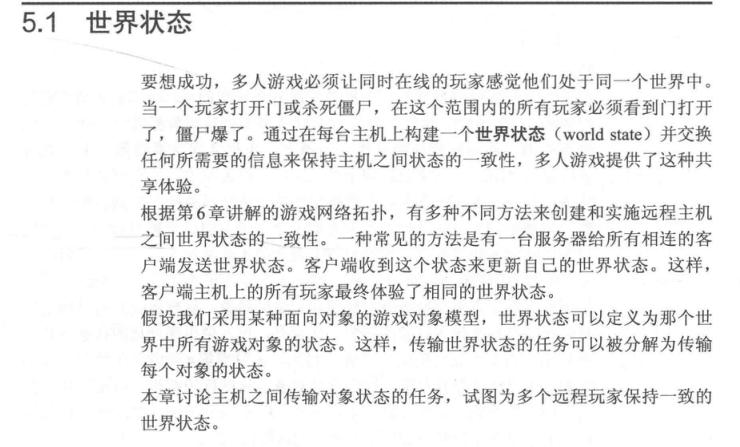 5.1 世界状态
要想成功，多人游戏必须让同时在线的玩家感觉他们处于同一个世界中。
当一个玩家打开门或杀死僵尸，在这个范围内的所有玩家必须看到门打开
了，僵尸爆了。通过在每台主机上构建一个世界状态（world state）并交换
任何所需要的信息来保持主机之间状态的一致性，多人游戏提供了这种共
享体验。
根据第6章讲解的游戏网络拓扑，有多种不同方法来创建和实施远程主机
之间世界状态的一致性。一种常见的方法是有一台服务器给所有相连的客
户端发送世界状态。客户端收到这个状态来更新自己的世界状态。这样，
客户端主机上的所有玩家最终体验了相同的世界状态。
假设我们采用某种面向对象的游戏对象模型，世界状态可以定义为那个世
界中所有游戏对象的状态。这样，传输世界状态的任务可以被分解为传输
每个对象的状态。
本章讨论主机之间传输对象状态的任务，试图为多个远程玩家保持一致的
世界状态。